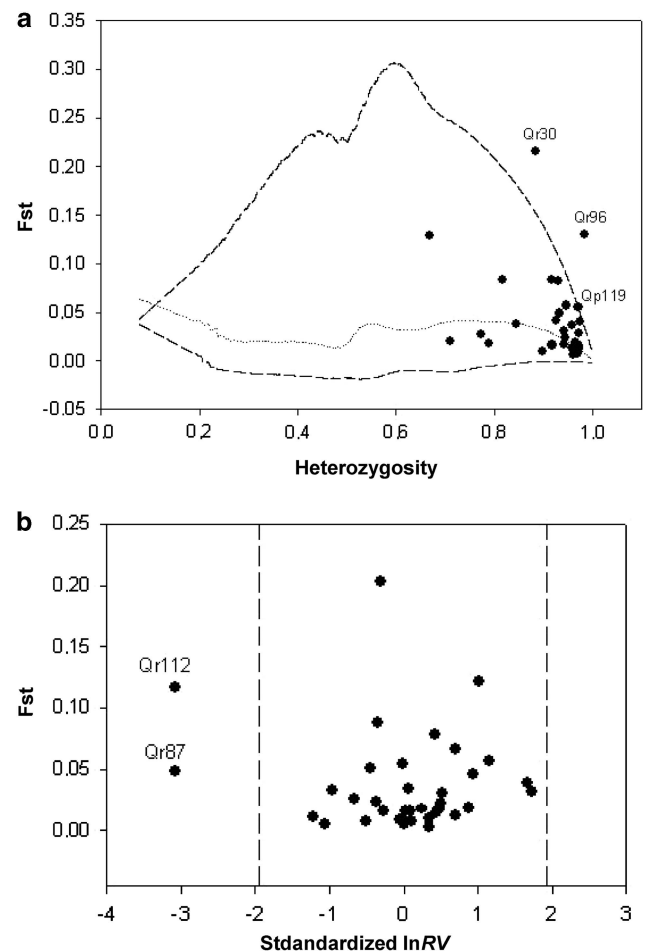 a
0.35
0.30
0.25
0.20
0.15
0.10
0.05
0.00
-0.05
Fst
Qr30
Qr96
Qp119
0.0 0.2 0.4 0.6 0.8 1.0
Heterozygosity
b
0.25
0.20
0.15
0.10
0.05
0.00
Fst
Qr112
Qr87
-4 -3 -2 -1 0 1 2 3
Stdandardized lnRV